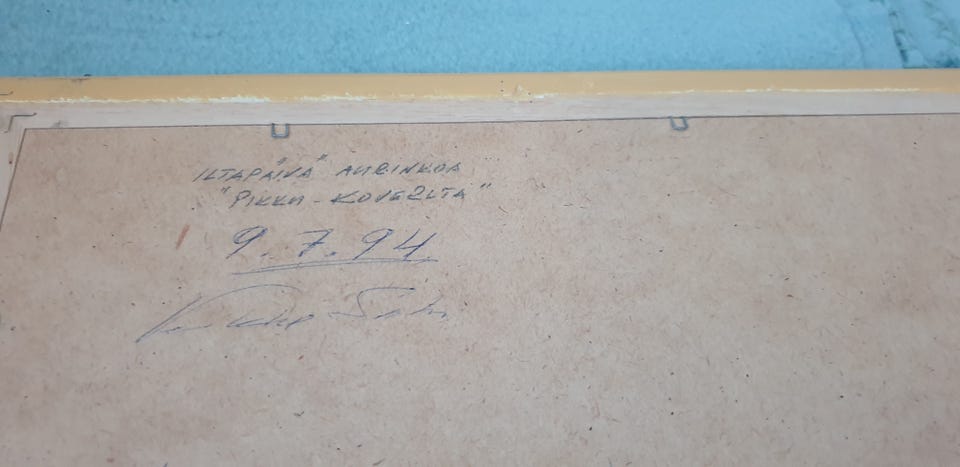 ILTAPÄIVÄ AURINKOA
"PIKKU-KOVERLTA"
9.7.94